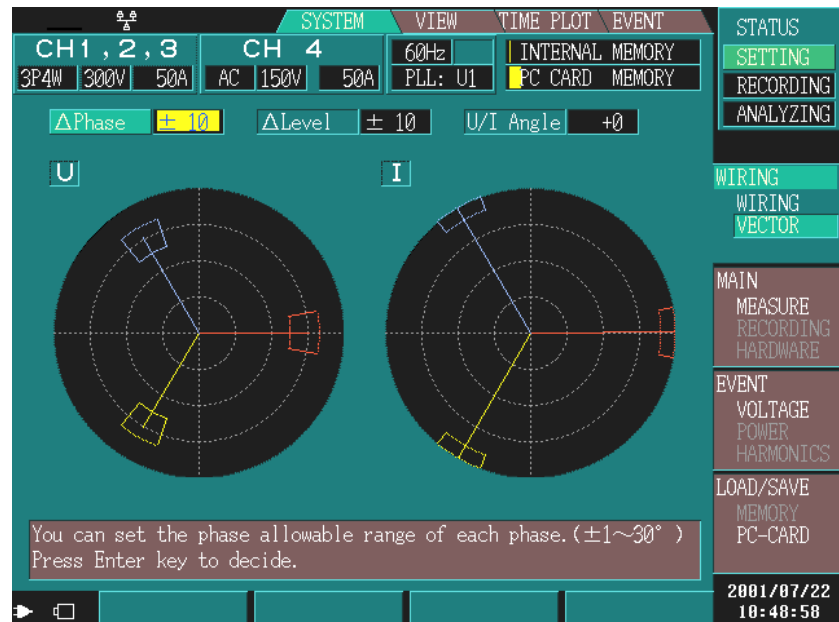 SYSTEM VIEW TIME PLOT EVENT
CH1,2,3 CH 4 60Hz INTERNAL MEMORY
3P4W 300V 50A AC 150V 50A PLL: U1 PC CARD MEMORY
ΔPhase ± 10 ΔLevel ± 10 U/I Angle +0
U I
You can set the phase allowable range of each phase.(±1~30° )
Press Enter key to decide.
STATUS
SETTING
RECORDING
ANALYZING
WIRING
WIRING
VECTOR
MAIN
MEASURE
RECORDING
HARDWARE
EVENT
VOLTAGE
POWER
HARMONICS
LOAD/SAVE
MEMORY
PC-CARD
2001/07/22
10:48:58